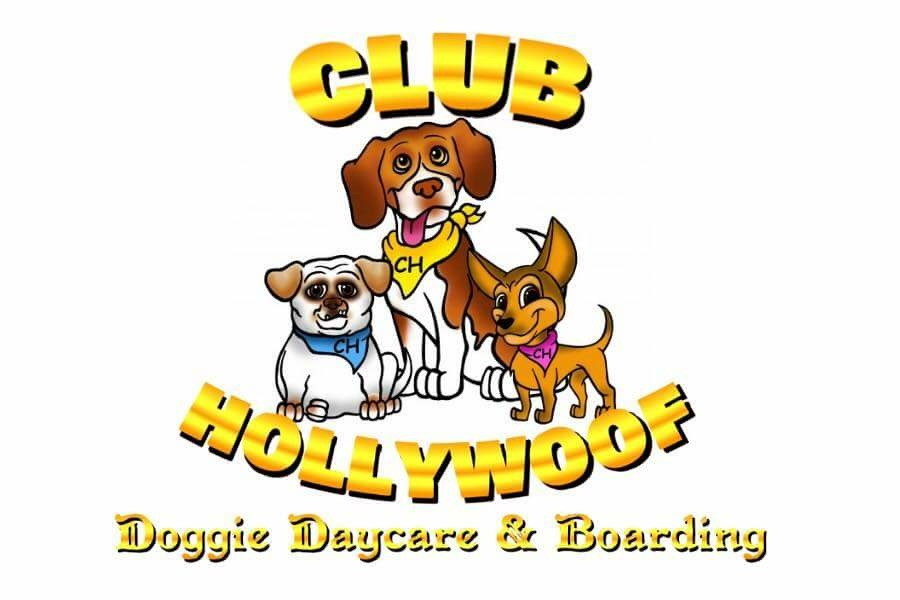 CLUB
CH
CH
CH
HOLLYWOOF
Doggie Daycare & Boarding